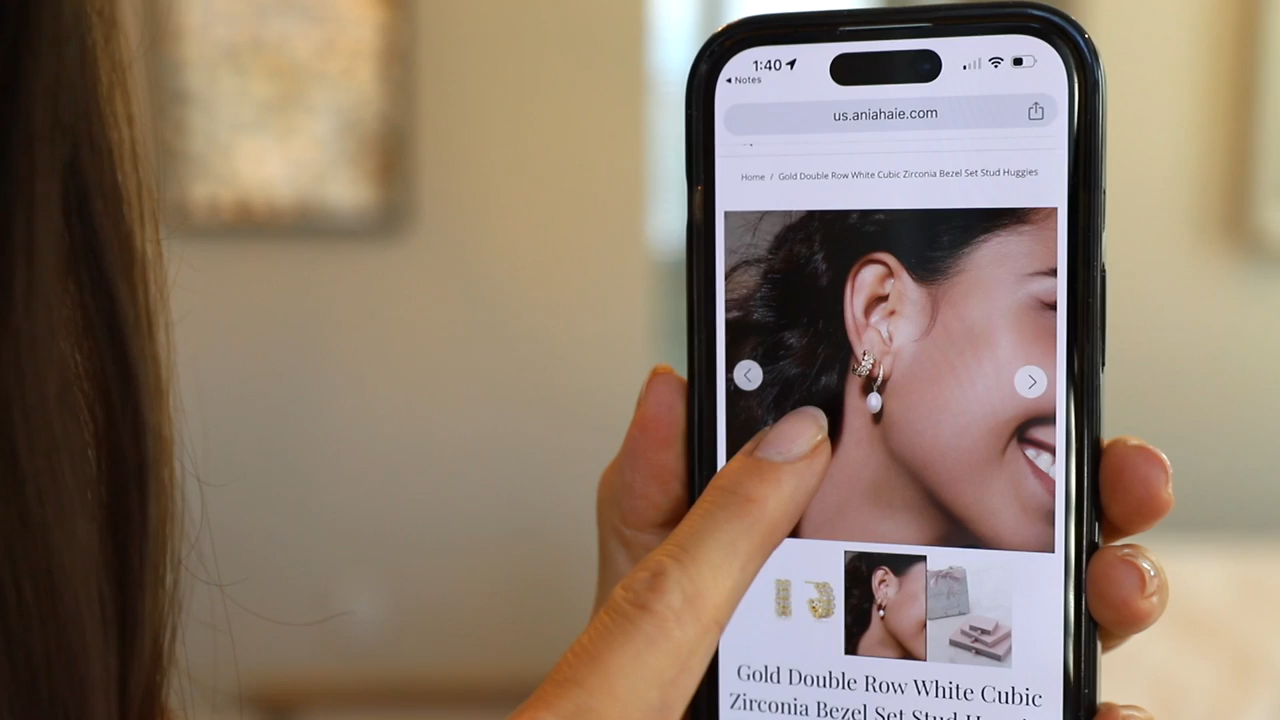 1:40
◀ Notes
us.aniahaie.com
Home / Gold Double Row White Cubic Zirconia Bezel Set Stud Huggies
Gold Double Row White Cubic
Zirconia Bezel Set Stud